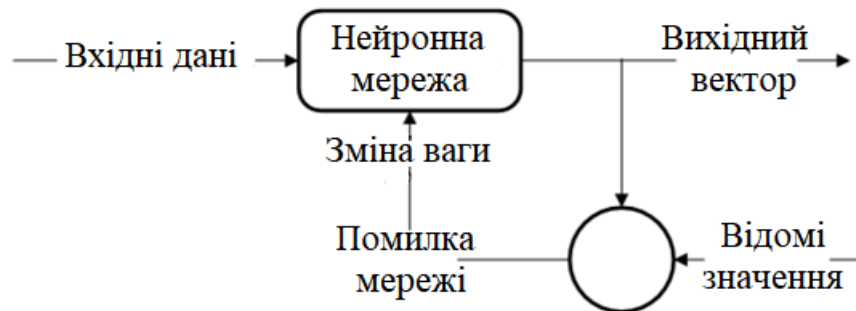 Вхідні дані
Нейронна
мережа
Вихідний
вектор
Зміна ваги
Помилка
мережі
Відомі
значення